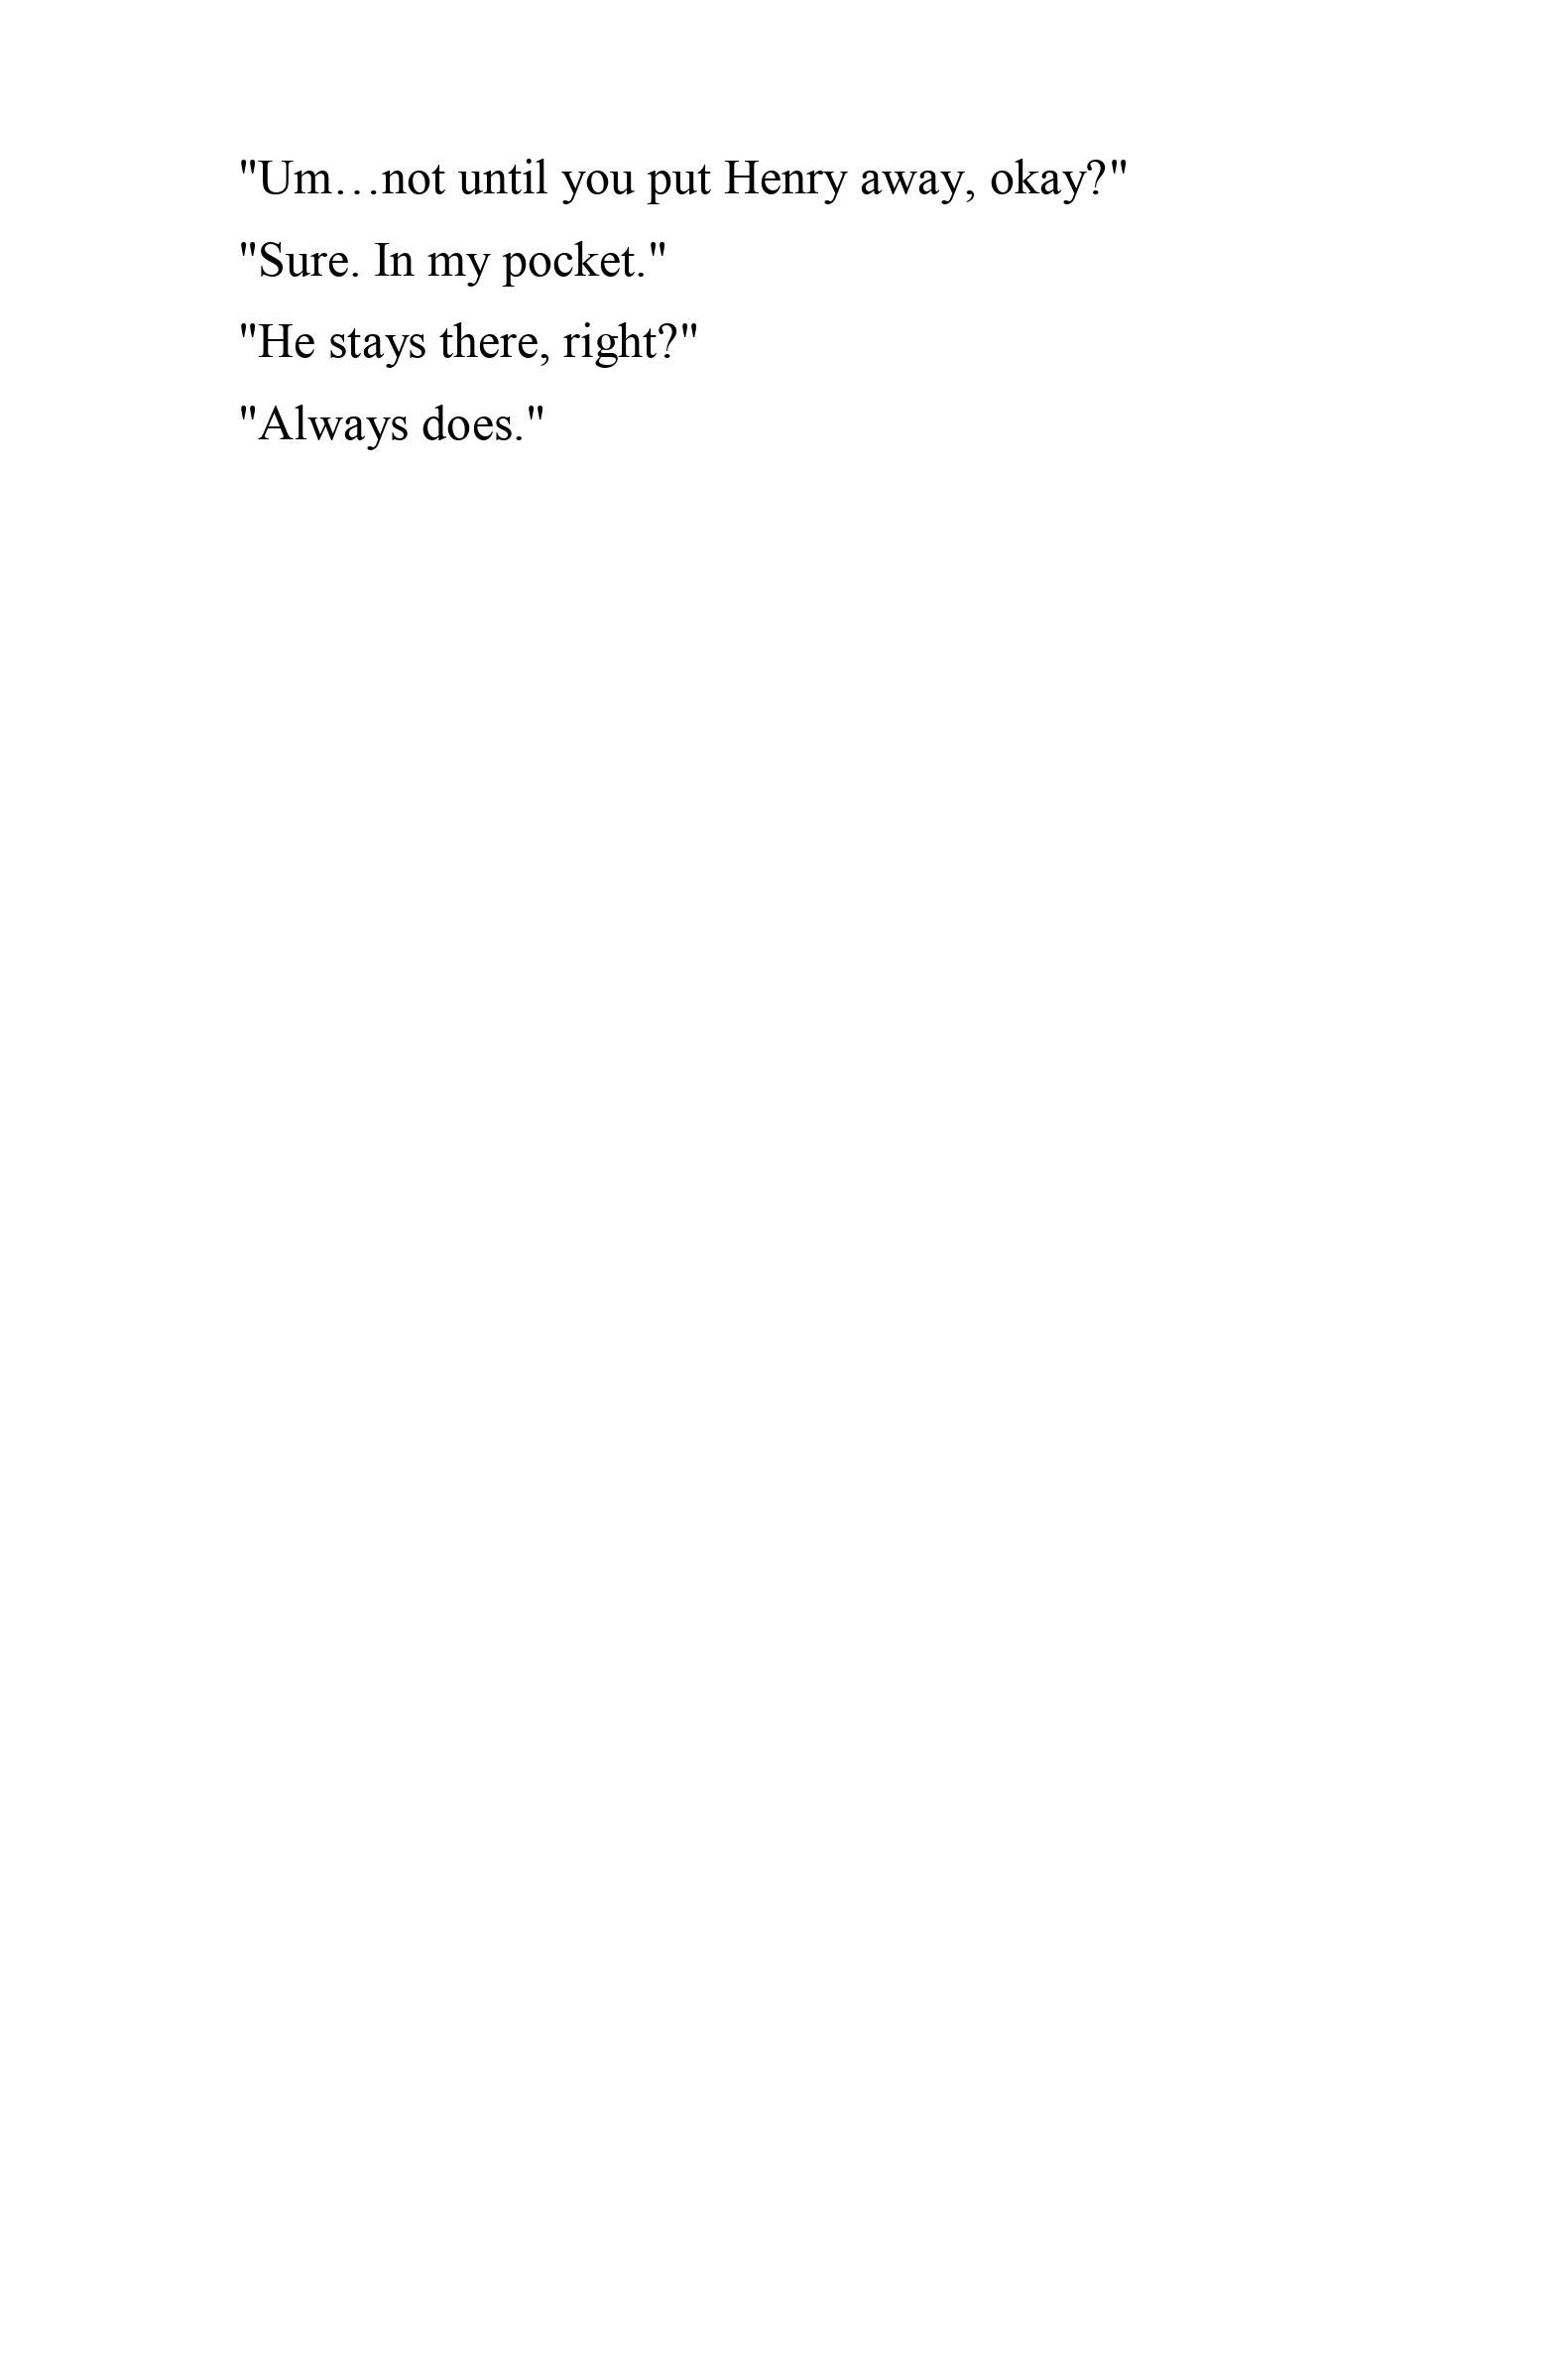 "Um…not until you put Henry away, okay?"
"Sure. In my pocket."
"He stays there, right?"
"Always does."